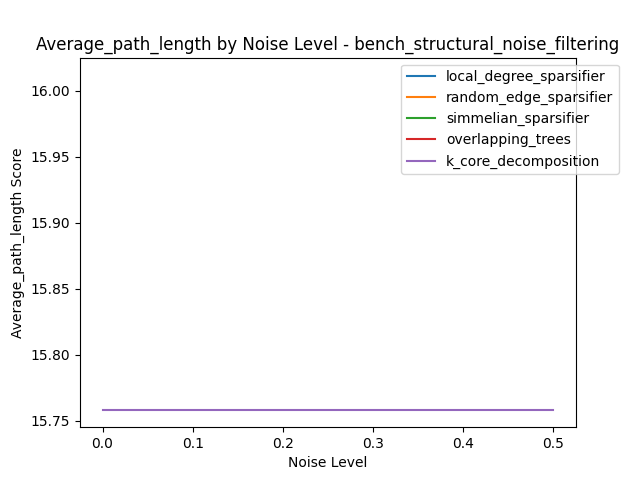 Average_path_length by Noise Level - bench_structural_noise_filtering
local_degree_sparsifier
random_edge_sparsifier
simmelian_sparsifier
overlapping_trees
k_core_decomposition
Average_path_length Score
16.00
15.95
15.90
15.85
15.80
15.75
0.0 0.1 0.2 0.3 0.4 0.5
Noise Level